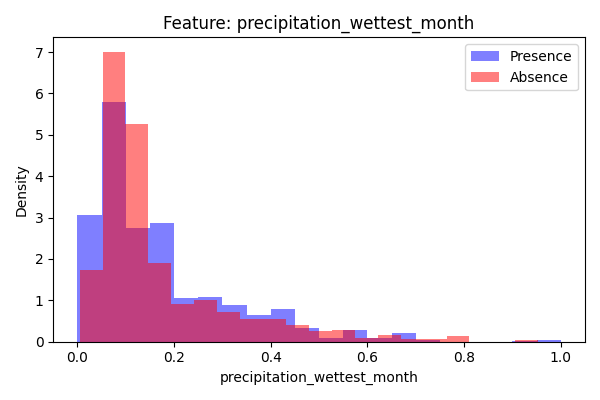 Feature: precipitation_wettest_month
Presence
Absence
Density
7
6
5
4
3
2
1
0
0.0 0.2 0.4 0.6 0.8 1.0
precipitation_wettest_month